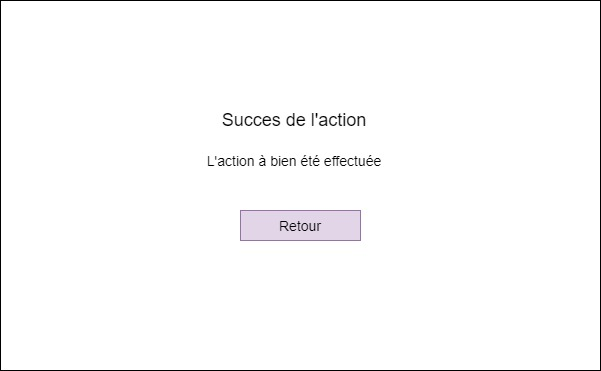 Succes de l'action
L'action à bien été effectuée
Retour